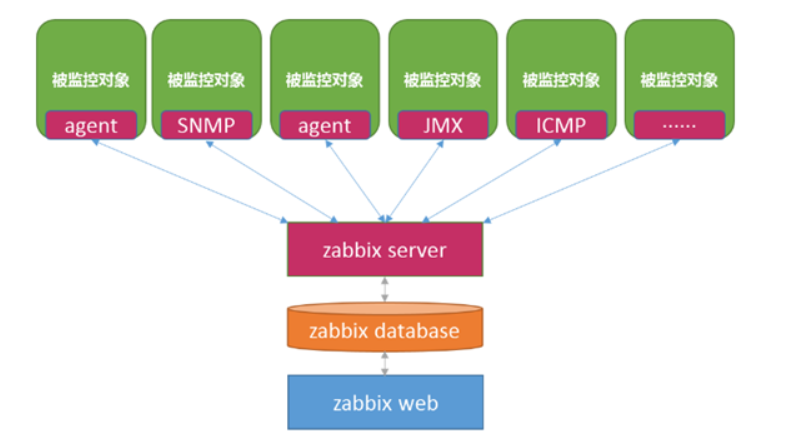 被监控对象
被监控对象
被监控对象
被监控对象
被监控对象
被监控对象
agent
SNMP
agent
JMX
ICMP
······
zabbix server
zabbix database
zabbix web